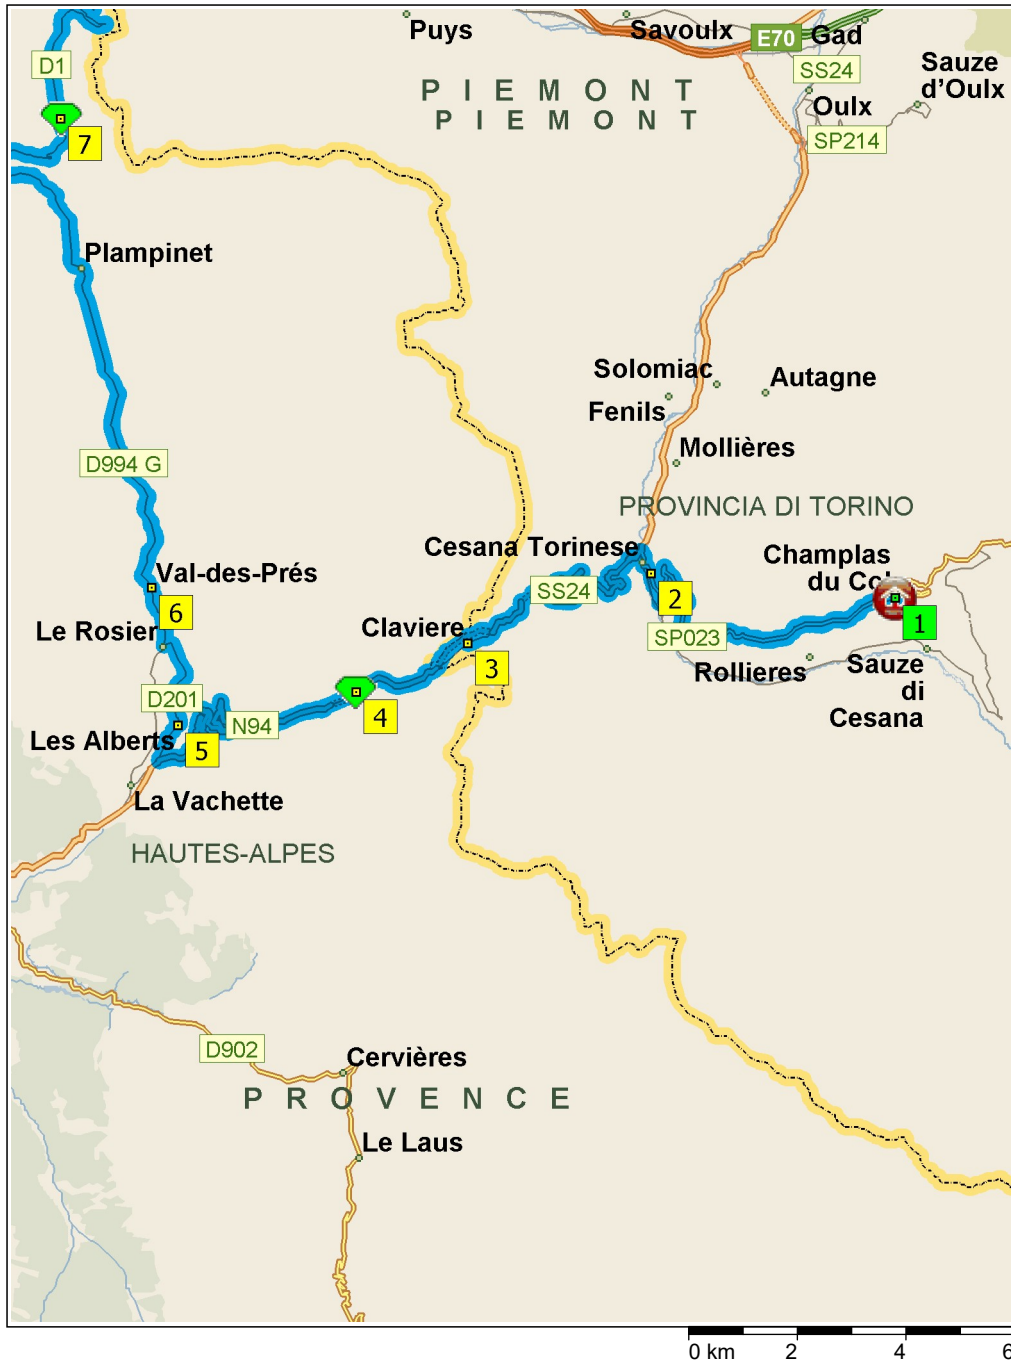 Puys
Savoulx
E70
Gad
D1
SS24
Sauze
d'Oulx
P I E M O N T
P I E M O N T
Oulx
7
SP214
Plampinet
Solomiac
Autagne
Fenils
D994 G
Mollières
PROVINCIA DI TORINO
Cesana Torinese
Champlas
du Col
Val-des-Prés
SS24
2
6
1
Le Rosier
Claviere
SP023
3
Rollieres
Sauze
di
Cesana
D201
4
N94
Les Alberts
5
La Vachette
HAUTES-ALPES
D902
Cervières
P R O V E N C E
Le Laus
0 km
2
4
6